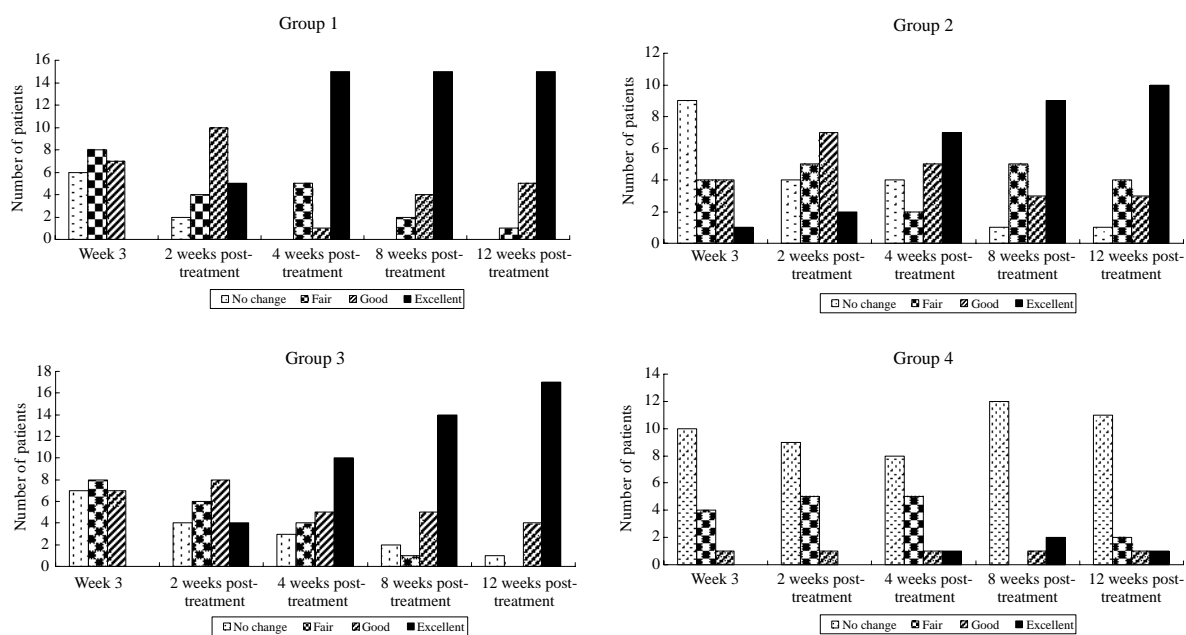 Group 1
Number of patients
16
14
12
10
8
6
4
2
0
Week 3
2 weeks post-
treatment
4 weeks post-
treatment
8 weeks post-
treatment
12 weeks post-
treatment
No change Fair Good Excellent
Group 2
Number of patients
12
10
8
6
4
2
0
Week 3
2 weeks post-
treatment
4 weeks post-
treatment
8 weeks post-
treatment
12 weeks post-
treatment
No change Fair Good Excellent
Group 3
Number of patients
18
16
14
12
10
8
6
4
2
0
Week 3
2 weeks post-
treatment
4 weeks post-
treatment
8 weeks post-
treatment
12 weeks post-
treatment
No change Fair Good Excellent
Group 4
Number of patients
14
12
10
8
6
4
2
0
Week 3
2 weeks post-
treatment
4 weeks post-
treatment
8 weeks post-
treatment
12 weeks post-
treatment
No change Fair Good Excellent